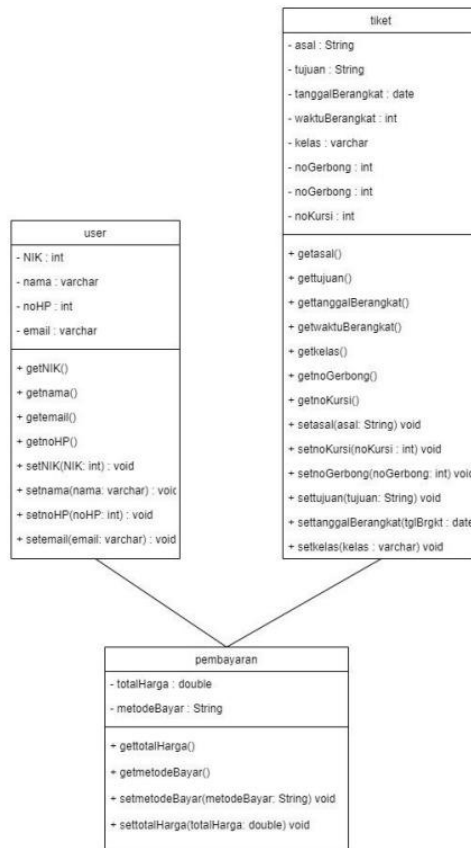 tiket
- asal : String
- tujuan : String
- tanggalBerangkat : date
- waktuBerangkat : int
- kelas : varchar
- noGerbong : int
- noGerbong : int
- noKursi : int
+ getasal()
+ gettujuan()
+ gettanggalBerangkat()
+ getwaktuBerangkat()
+ getkelas()
+ getnoGerbong()
+ getnoKursi()
+ setasal(asal: String) void
+ setnoKursi(noKursi : int) void
+ setnoGerbong(noGerbong: int) void
+ settujuan(tujuan: String) void
+ settanggalBerangkat(tglBrgkt : date
+ setkelas(kelas : varchar) void
user
- NIK : int
- nama : varchar
- noHP : int
- email : varchar
+ getNIK()
+ getnama()
+ getemail()
+ getnoHP()
+ setNIK(NIK: int) : void
+ setnama(nama: varchar) : void
+ setnoHP(noHP: int) : void
+ setemail(email: varchar) : void
pembayaran
- totalHarga : double
- metodeBayar : String
+ gettotalHarga()
+ getmetodeBayar()
+ setmetodeBayar(metodeBayar: String) void
+ settotalHarga(totalHarga: double) void